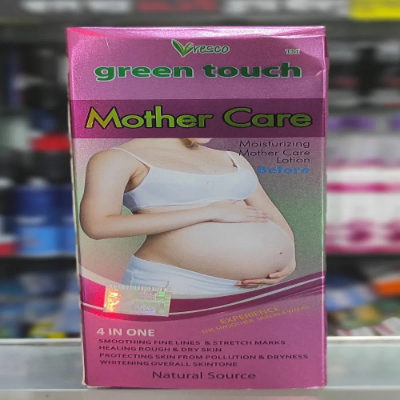 Vresco
green touch
Mother Care
Moisturizing
Mother Care
Lotion
Before
EXPERIENCE
4 IN ONE
SMOOTHING FINE LINES & STRETCH MARKS
HEALING ROUGH & DRY SKIN
PROTECTING SKIN FROM POLLUTION & DRYNESS
WHITENING OVERALL SKINTONE
Natural Source